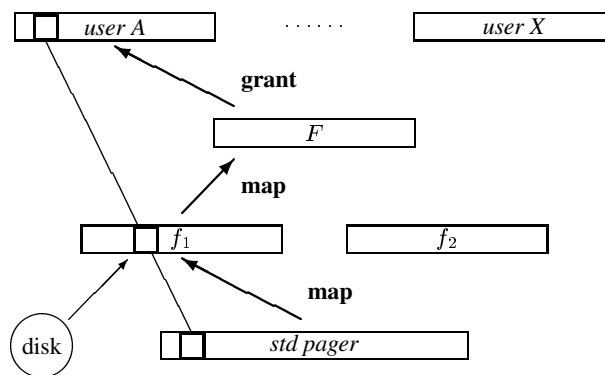 user A
......
user X
grant
F
map
f1
f2
map
disk
std pager